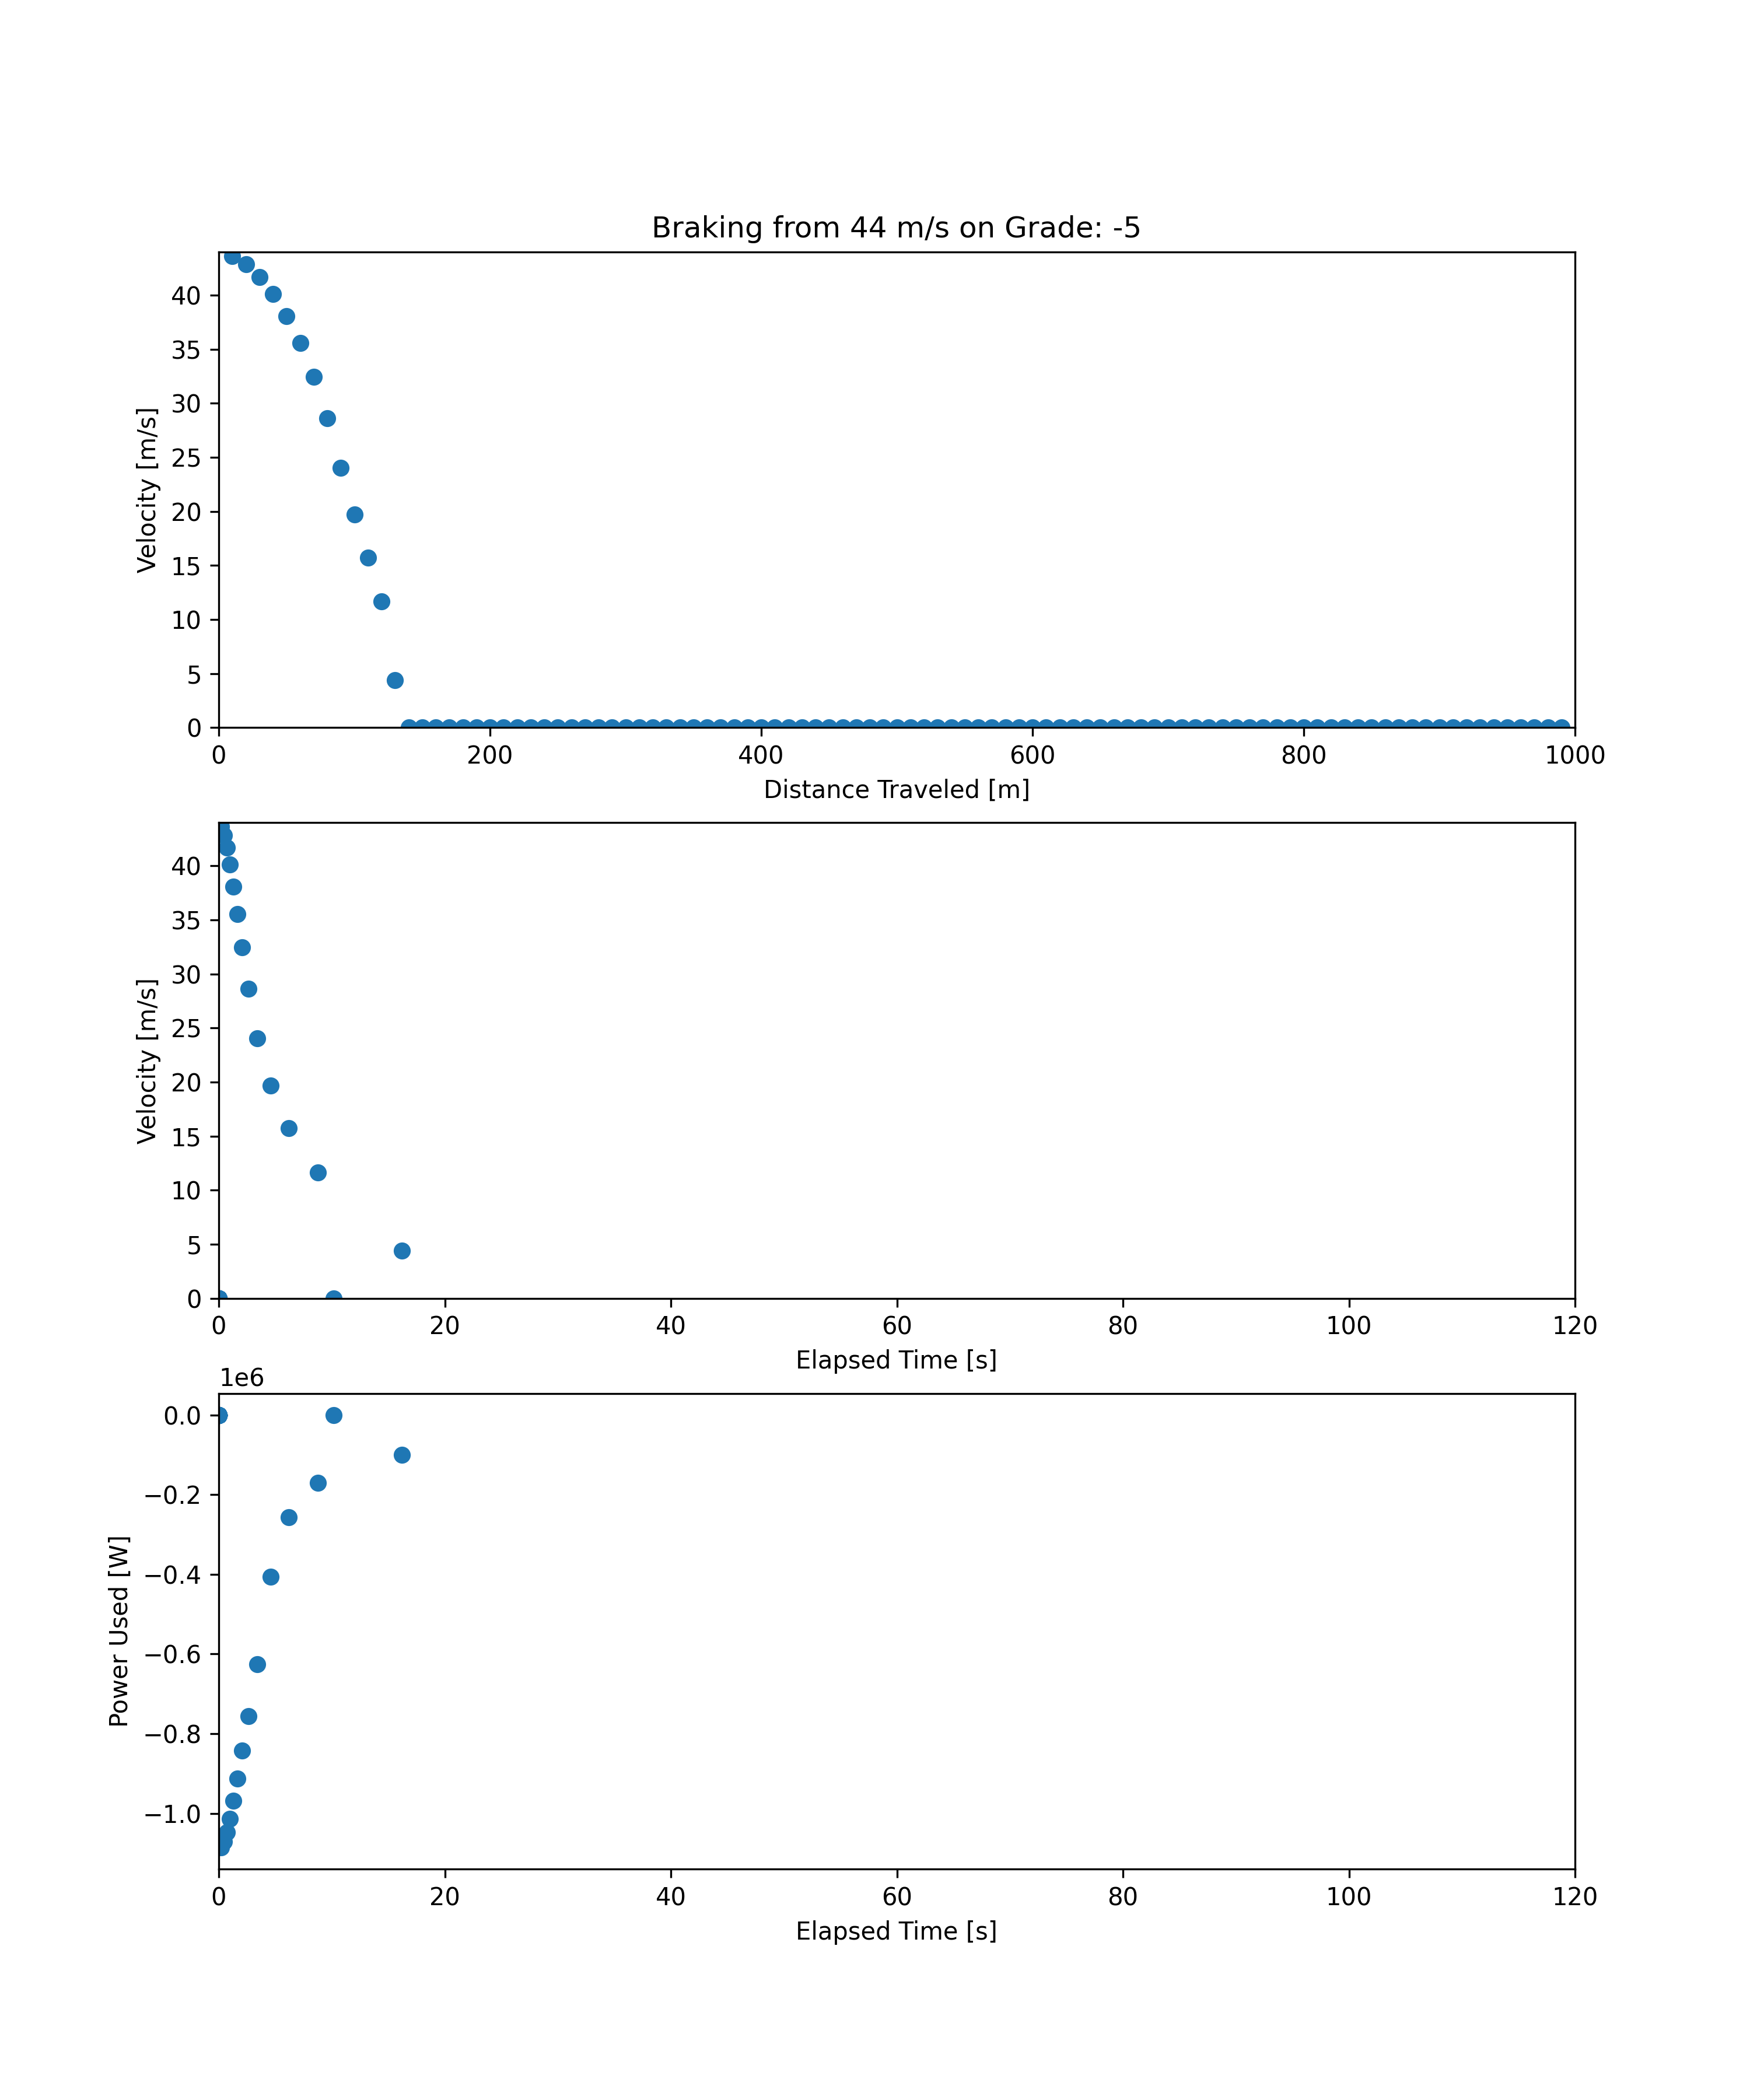 Braking from 44 m/s on Grade: -5
40
35
30
25
20
15
10
5
0
Velocity [m/s]
0 200 400 600 800 1000
Distance Traveled [m]
40
35
30
25
20
15
10
5
0
Velocity [m/s]
0 20 40 60 80 100 120
Elapsed Time [s]
1e6
0.0
−0.2
−0.4
−0.6
−0.8
−1.0
Power Used [W]
0 20 40 60 80 100 120
Elapsed Time [s]